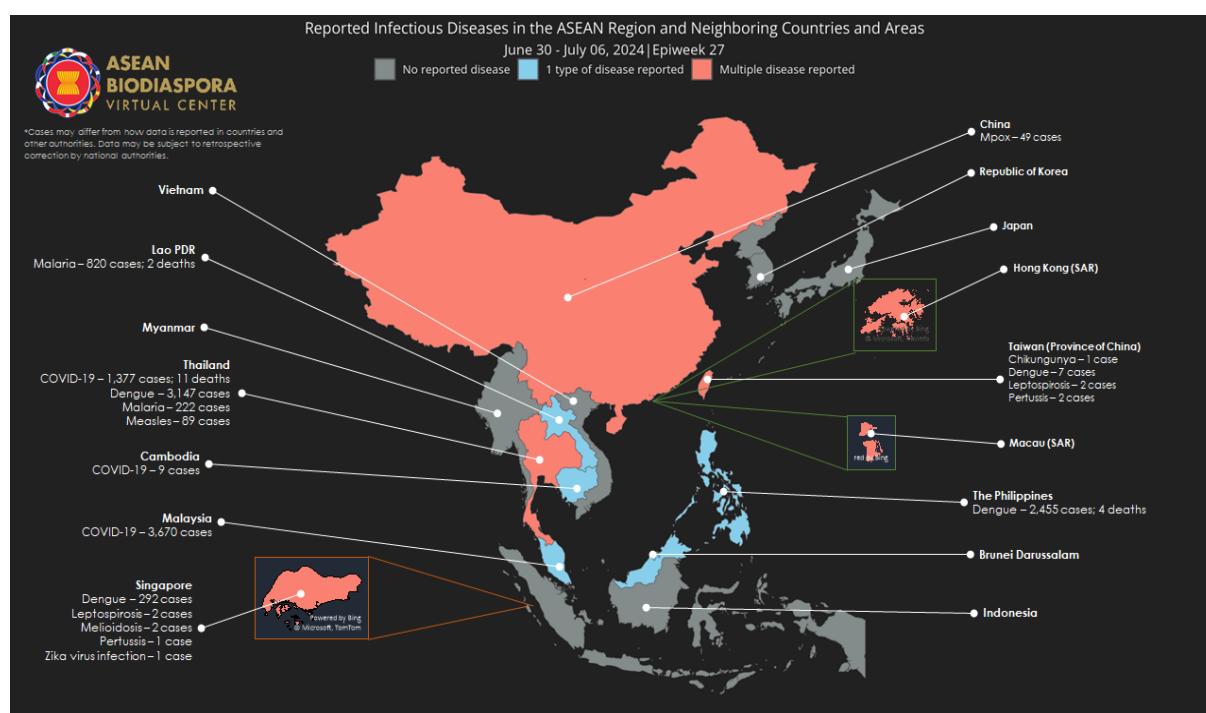 Reported Infectious Diseases in the ASEAN Region and Neighboring Countries and Areas
June 30 - July 06, 2024|Epiweek 27
No reported disease
1 type of disease reported
Multiple disease reported
ASEAN
BIODIASPORA
VIRTUAL CENTER
*Cases may differ from how data is reported in countries and
other authorities. Data may be subject to retrospective
correction by national authorities.
Vietnam
Lao PDR
Malaria – 820 cases; 2 deaths
Myanmar
Thailand
COVID-19 – 1,377 cases; 11 deaths
Dengue – 3,147 cases
Malaria – 222 cases
Measles – 89 cases
Cambodia
COVID-19 – 9 cases
Malaysia
COVID-19 – 3,670 cases
Singapore
Dengue – 292 cases
Leptospirosis – 2 cases
Melioidosis – 2 cases
Pertussis – 1 case
Zika virus infection – 1 case
Powered by Bing
© Microsoft, TomTom
China
Mpox – 49 cases
Republic of Korea
Japan
Hong Kong (SAR)
Bing
© Microsoft, TomTom
Taiwan (Province of China)
Chikungunya – 1 case
Dengue – 7 cases
Leptospirosis – 2 cases
Pertussis – 2 cases
Macau (SAR)
red by Bing
The Philippines
Dengue – 2,455 cases; 4 deaths
Brunei Darussalam
Indonesia